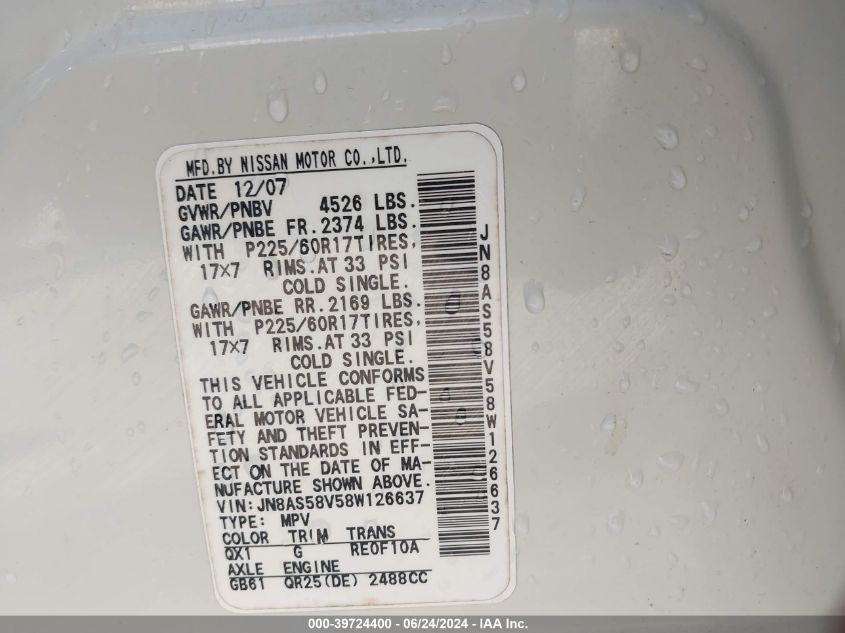 MFD.BY NISSAN MOTOR CO.,LTD.
DATE 12/07
GVWR/PNBV 4526 LBS.
GAWR/PNBE FR.2374 LBS.
WITH P225/60R17TIRES,
17X7 RIMS.AT 33 PSI
COLD SINGLE.
GAWR/PNBE RR.2169 LBS.
WITH P225/60R17TIRES,
17X7 RIMS.AT 33 PSI
COLD SINGLE.
THIS VEHICLE CONFORMS
TO ALL APPLICABLE FED-
ERAL MOTOR VEHICLE SA-
FETY AND THEFT PREVEN-
TION STANDARDS IN EFF-
ECT ON THE DATE OF MA-
NUFACTURE SHOWN ABOVE.
VIN:JN8AS58V58W126637
TYPE: MPV
COLOR TRIM TRANS
QX1 G RE0F10A
AXLE ENGINE
GB61 QR25(DE) 2488CC
JN8AS58V58W126637
000-39724400 - 06/24/2024 - IAA Inc.